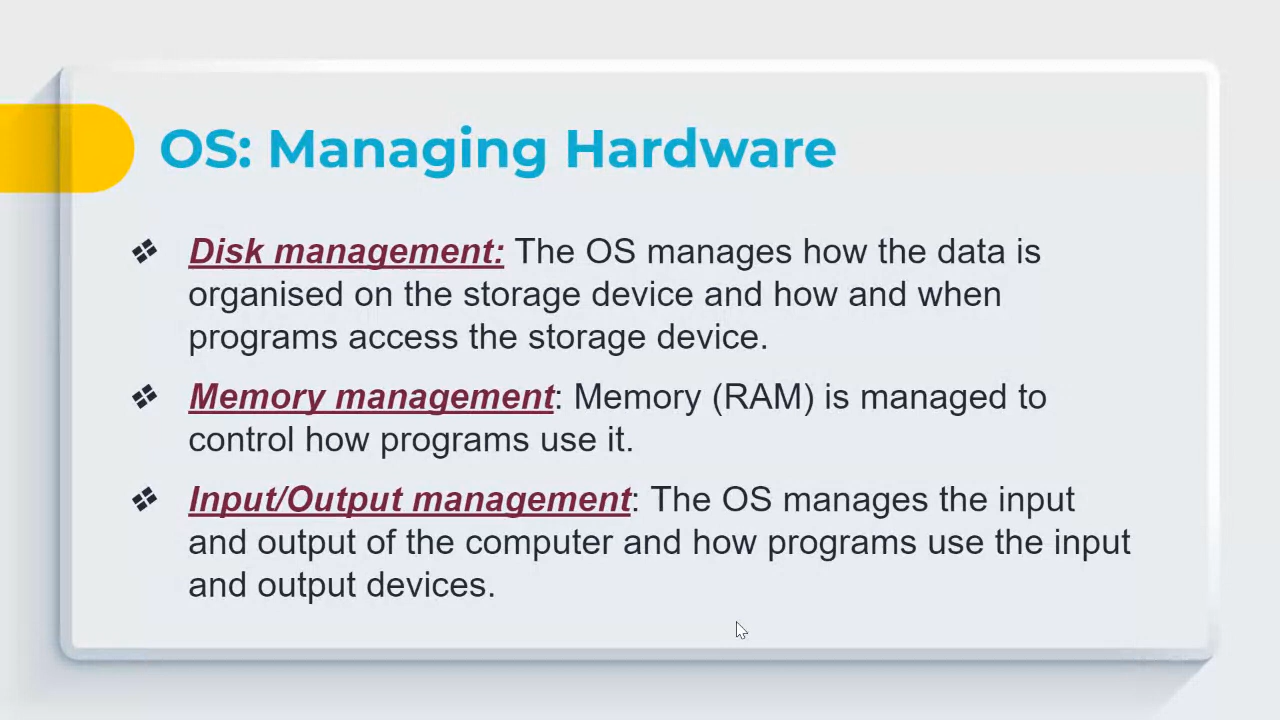 OS: Managing Hardware
❖ Disk management: The OS manages how the data is
organised on the storage device and how and when
programs access the storage device.
❖ Memory management: Memory (RAM) is managed to
control how programs use it.
❖ Input/Output management: The OS manages the input
and output of the computer and how programs use the input
and output devices.